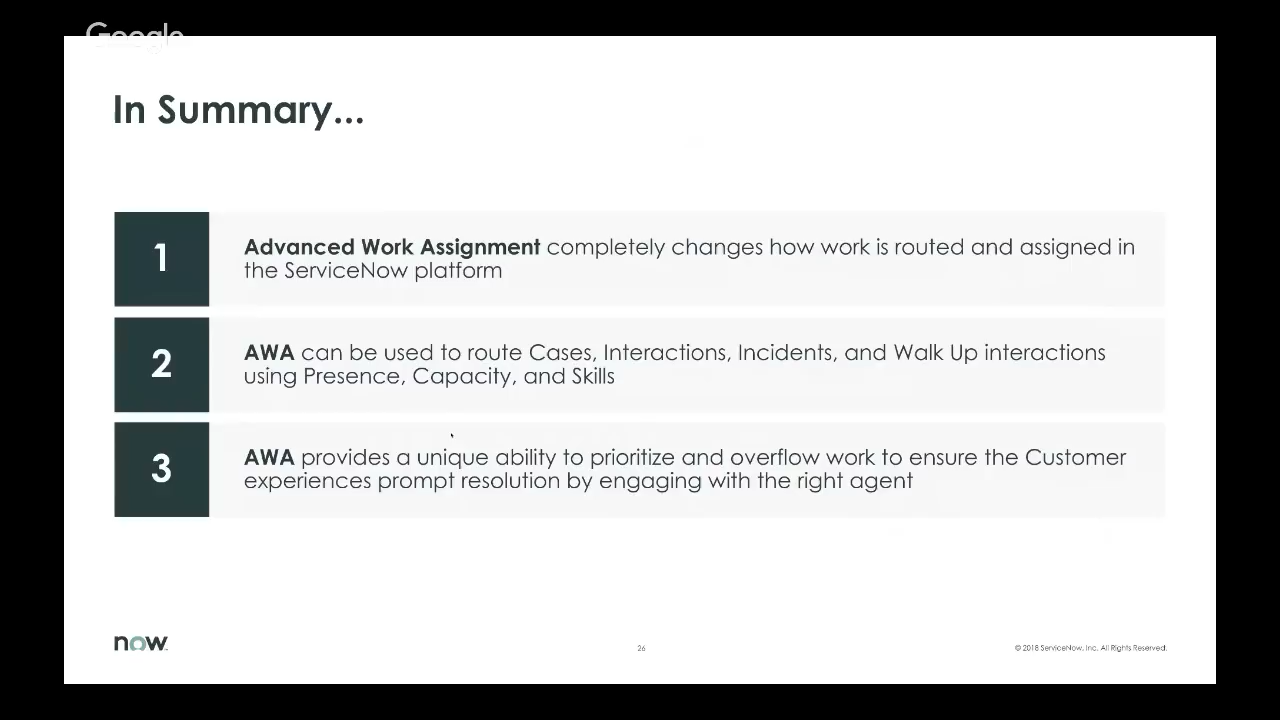 Google
In Summary...
1
Advanced Work Assignment completely changes how work is routed and assigned in
the ServiceNow platform
2
AWA can be used to route Cases, Interactions, Incidents, and Walk Up interactions
using Presence, Capacity, and Skills
3
AWA provides a unique ability to prioritize and overflow work to ensure the Customer
experiences prompt resolution by engaging with the right agent
now
26
© 2018 ServiceNow, Inc. All Rights Reserved.